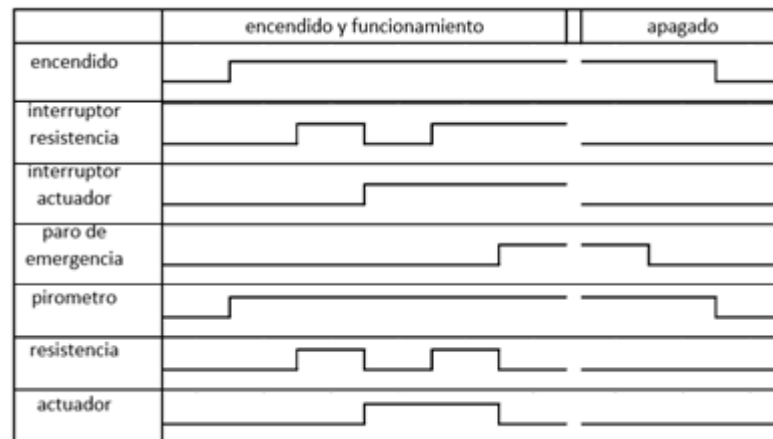 encendido y funcionamiento
apagado
encendido
interruptor
resistencia
interruptor
actuador
paro de
emergencia
pirometro
resistencia
actuador